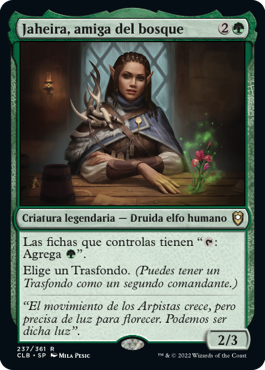 Jaheira, amiga del bosque 2
Criatura legendaria — Druida elfo humano
Las fichas que controlas tienen “:
Agrega ”.
Elige un Trasfondo. (Puedes tener un
Trasfondo como un segundo comandante.)
“El movimiento de los Arpistas crece, pero
precisa de luz para florecer. Podemos ser
dicha luz”.
2/3
237/361 R
CLB • SP Mila Pesic
™ & © 2022 Wizards of the Coast